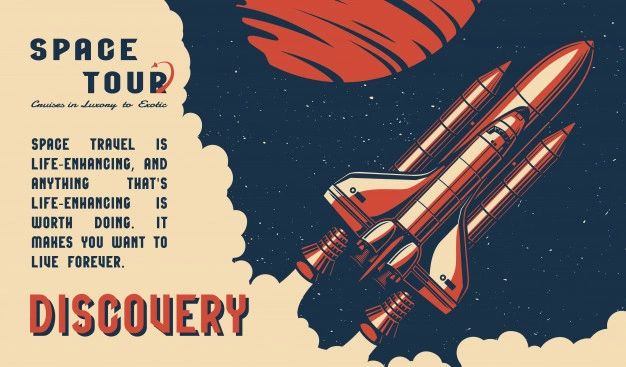 SPACE
TOUR
Cruises in Luxory to Exotic
SPACE TRAVEL IS
LIFE-ENHANCING, AND
ANYTHING THAT'S
LIFE-ENHANCING IS
WORTH DOING. IT
MAKES YOU WANT TO
LIVE FOREVER.
DISCOVERY